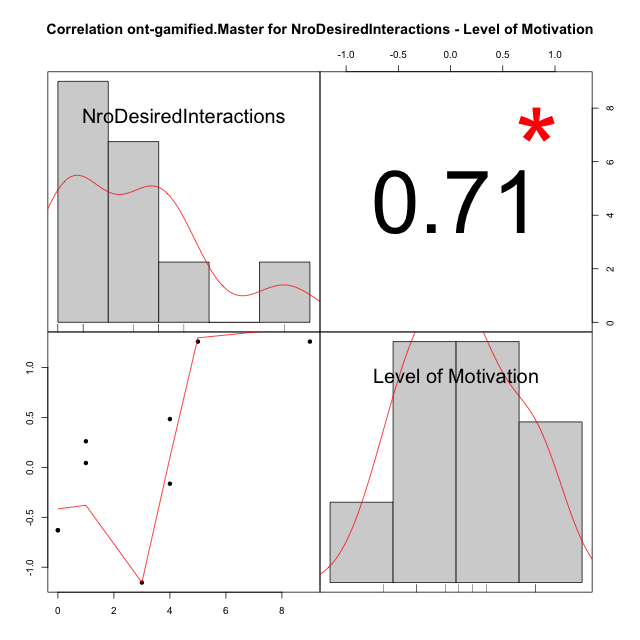 Correlation ont-gamified.Master for NroDesiredInteractions - Level of Motivation
-1.0 -0.5 0.0 0.5 1.0
NroDesiredInteractions
*
0.71
8
6
4
2
0
1.0
0.5
0.0
-0.5
-1.0
Level of Motivation
0 2 4 6 8